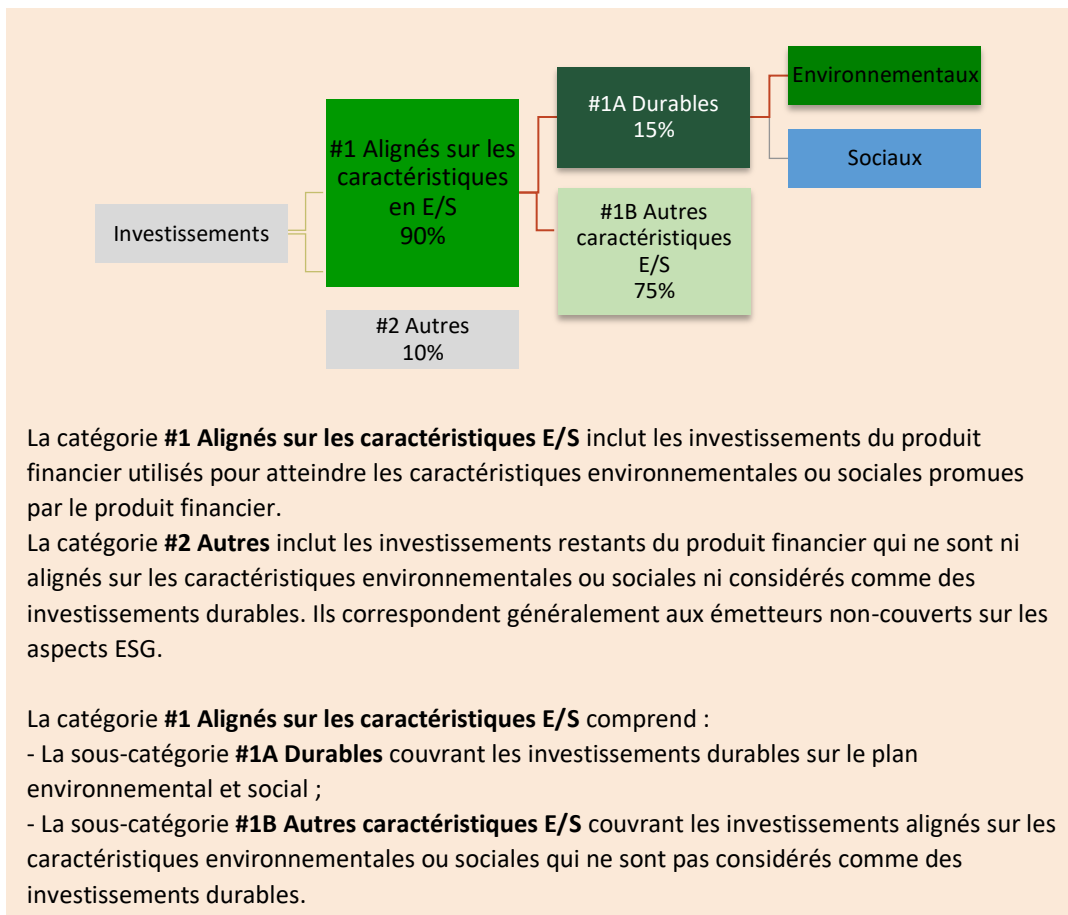 Investissements
#1 Alignés sur les
caractéristiques
en E/S
90%
#2 Autres
10%
#1A Durables
15%
#1B Autres
caractéristiques
E/S
75%
Environnementaux
Sociaux
La catégorie #1 Alignés sur les caractéristiques E/S inclut les investissements du produit
financier utilisés pour atteindre les caractéristiques environnementales ou sociales promues
par le produit financier.
La catégorie #2 Autres inclut les investissements restants du produit financier qui ne sont ni
alignés sur les caractéristiques environnementales ou sociales ni considérés comme des
investissements durables. Ils correspondent généralement aux émetteurs non-couverts sur les
aspects ESG.
La catégorie #1 Alignés sur les caractéristiques E/S comprend :
- La sous-catégorie #1A Durables couvrant les investissements durables sur le plan
environnemental et social ;
- La sous-catégorie #1B Autres caractéristiques E/S couvrant les investissements alignés sur les
caractéristiques environnementales ou sociales qui ne sont pas considérés comme des
investissements durables.